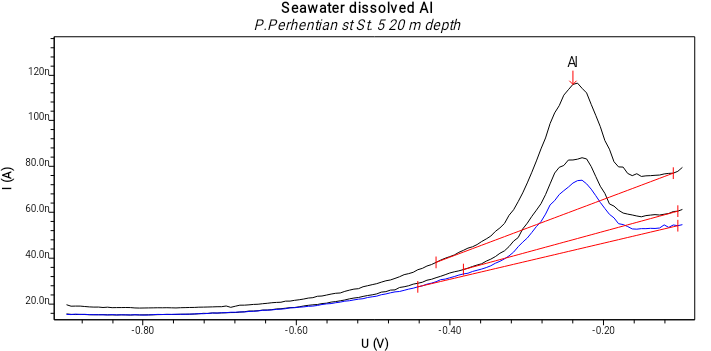 Seawater dissolved Al
P.Perhentian st St. 5 20 m depth
Al
I (A)
120n
100n
80.0n
60.0n
40.0n
20.0n
-0.80
-0.60
-0.40
-0.20
U (V)